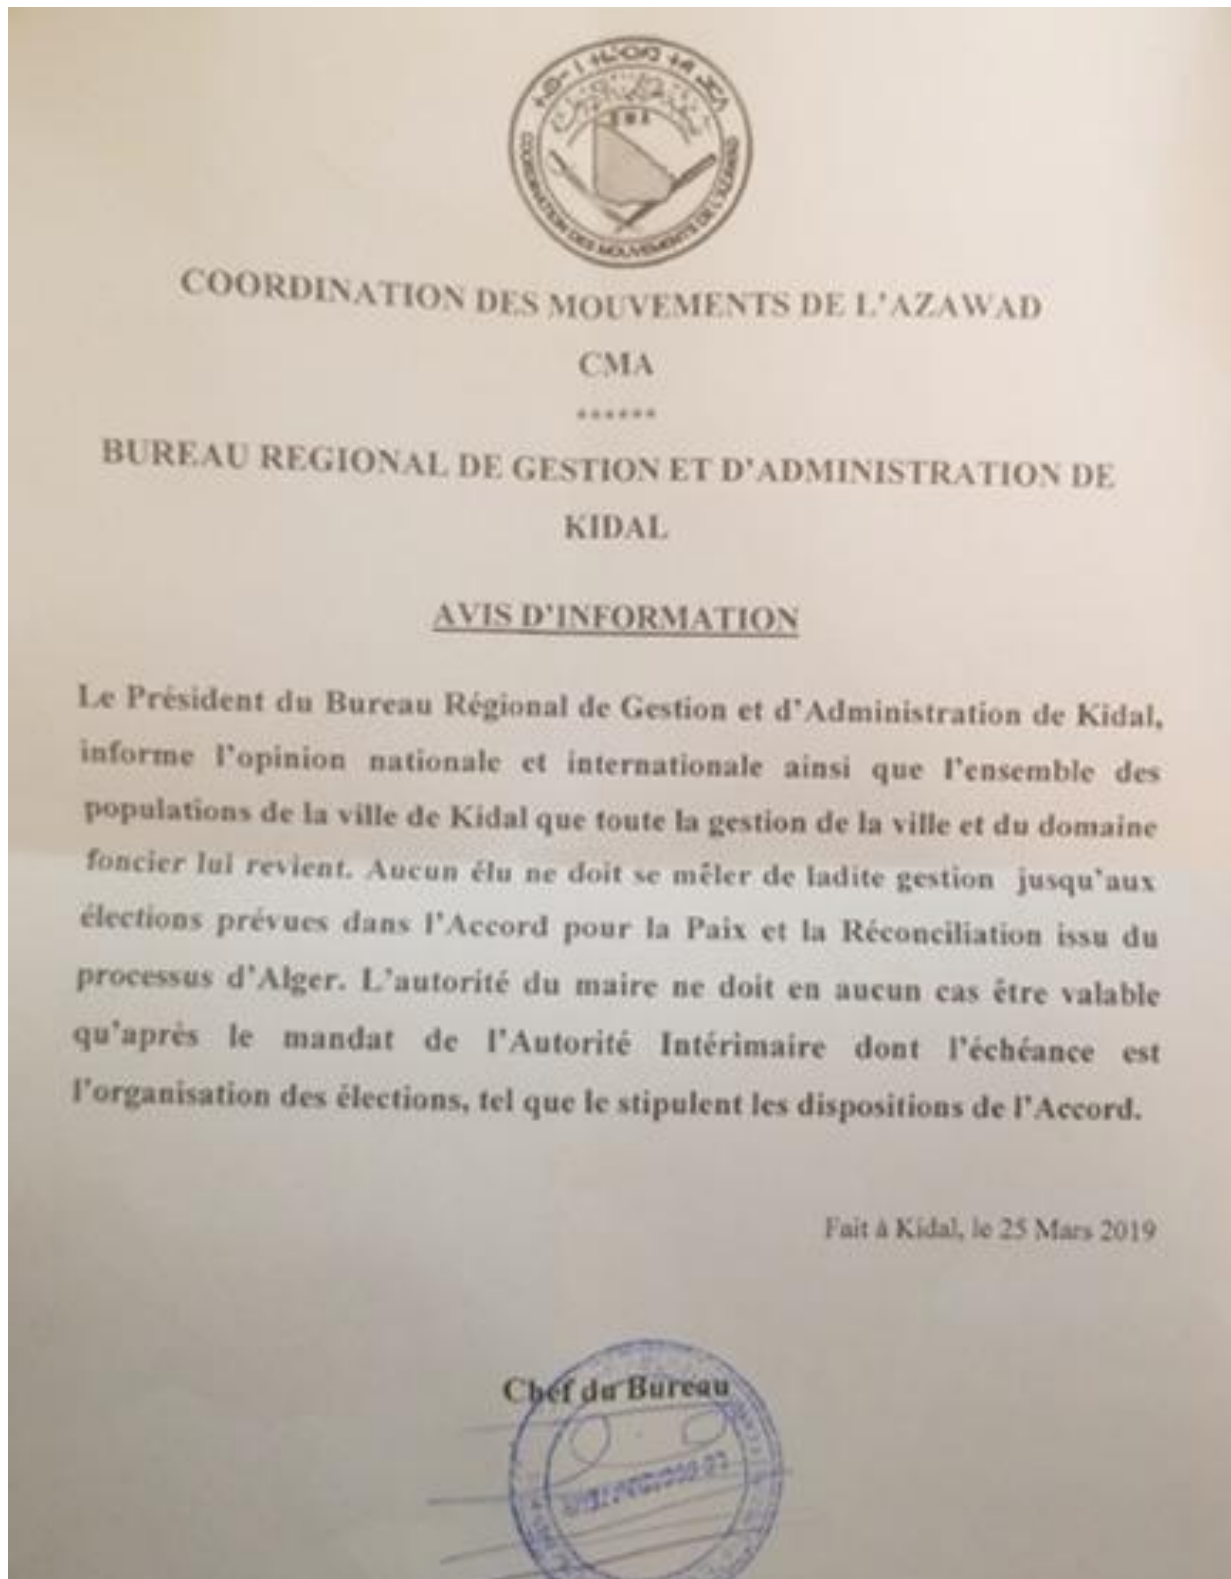 COORDINATION DES MOUVEMENTS DE L'AZAWAD
COORDINATION DES MOUVEMENTS DE L'AZAWAD
CMA
******
BUREAU REGIONAL DE GESTION ET D'ADMINISTRATION DE
KIDAL
AVIS D'INFORMATION
Le Président du Bureau Régional de Gestion et d'Administration de Kidal,
informe l'opinion nationale et internationale ainsi que l'ensemble des
populations de la ville de Kidal que toute la gestion de la ville et du domaine
foncier lui revient. Aucun élu ne doit se mêler de ladite gestion jusqu'aux
élections prévues dans l'Accord pour la Paix et la Réconciliation issu du
processus d'Alger. L'autorité du maire ne doit en aucun cas être valable
qu'après le mandat de l'Autorité Intérimaire dont l'échéance est
l'organisation des élections, tel que le stipulent les dispositions de l'Accord.
Fait à Kidal, le 25 Mars 2019
Chef du Bureau